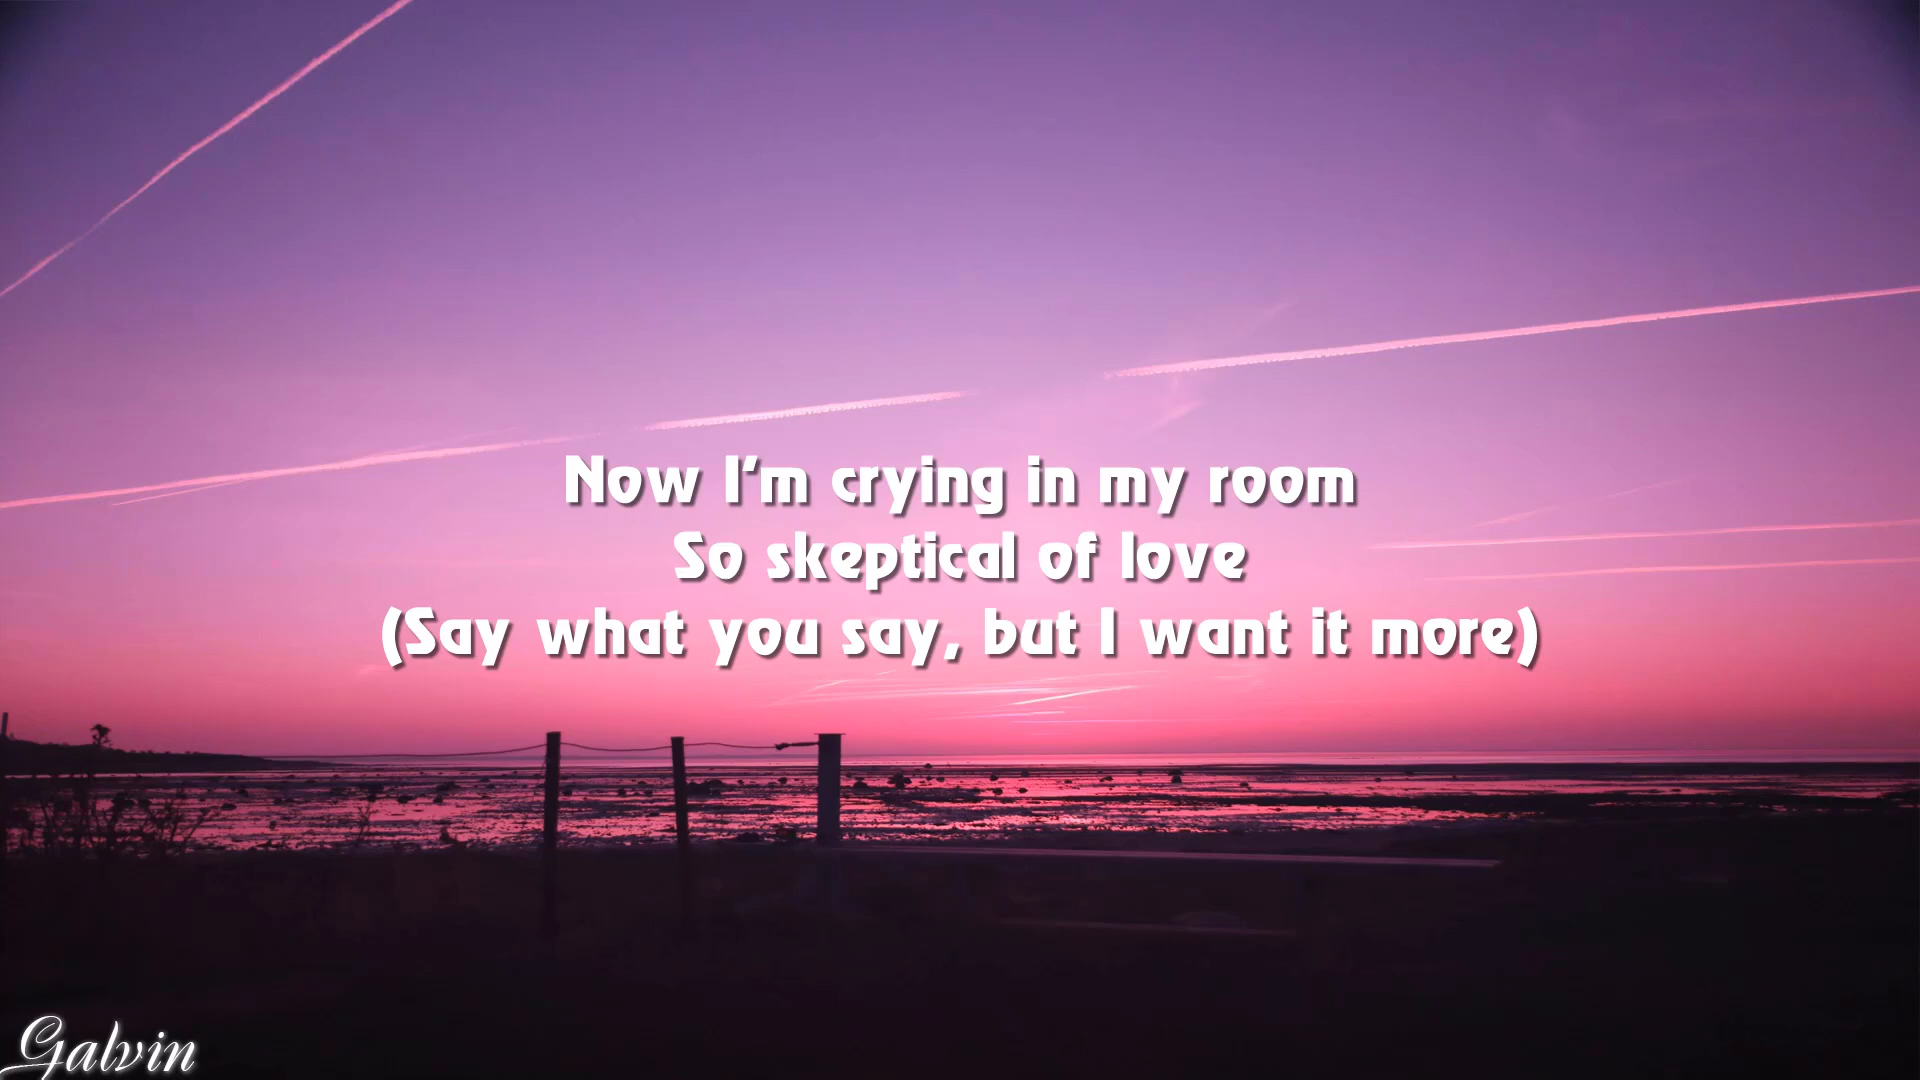 Now I'm crying in my room
So skeptical of love
(Say what you say, but I want it more)
Galvin